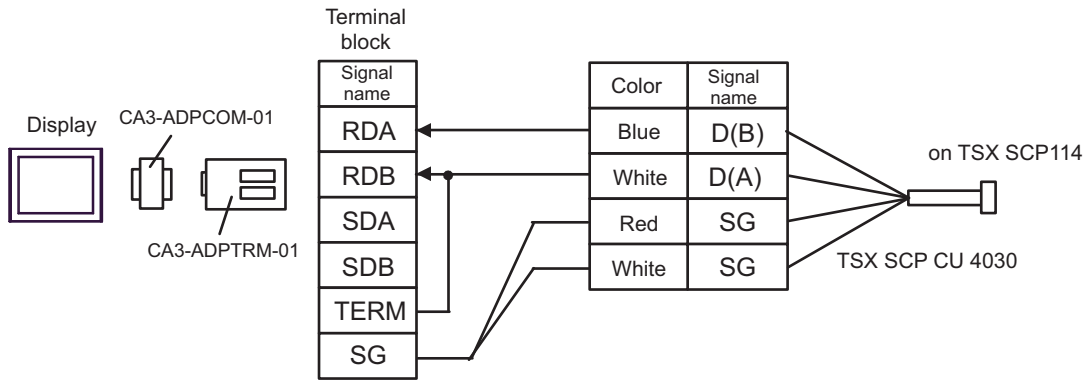 Terminal
block
Display
CA3-ADPCOM-01
CA3-ADPTRM-01
Signal
name
RDA
RDB
SDA
SDB
TERM
SG
Color
Signal
name
Blue
D(B)
White
D(A)
Red
SG
White
SG
on TSX SCP114
TSX SCP CU 4030